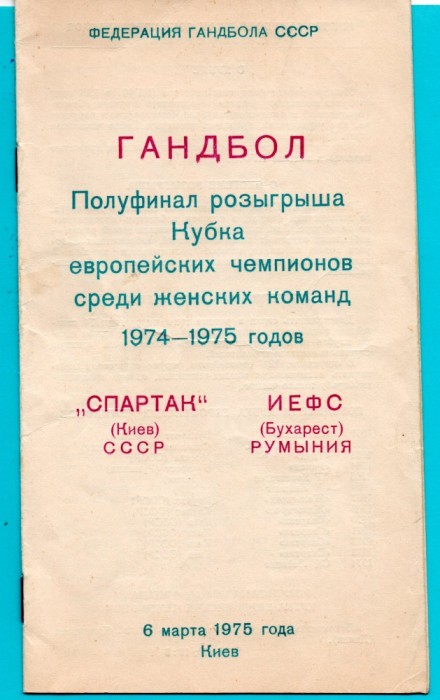 ФЕДЕРАЦИЯ ГАНДБОЛА СССР
ГАНДБОЛ
Полуфинал розыгрыша
Кубка
европейских чемпионов
среди женских команд
1974—1975 годов
„СПАРТАК“ ИЕФС
(Киев) (Бухарест)
СССР РУМЫНИЯ
6 марта 1975 года
Киев